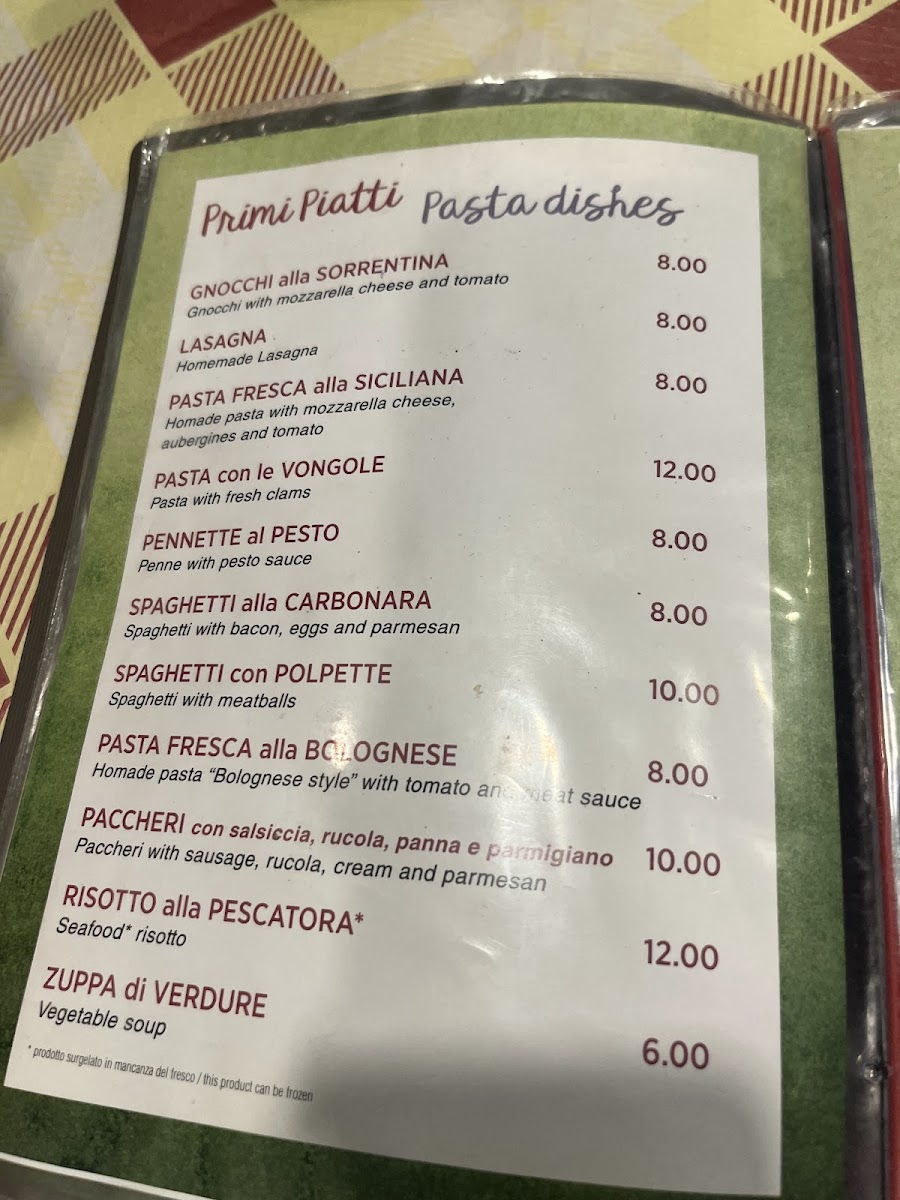 Primi Piatti Pasta dishes
GNOCCHI alla SORRENTINA 8.00
Gnocchi with mozzarella cheese and tomato
LASAGNA 8.00
Homemade Lasagna
PASTA FRESCA alla SICILIANA 8.00
Homade pasta with mozzarella cheese,
aubergines and tomato
PASTA con le VONGOLE 12.00
Pasta with fresh clams
PENNETTE al PESTO 8.00
Penne with pesto sauce
SPAGHETTI alla CARBONARA 8.00
Spaghetti with bacon, eggs and parmesan
SPAGHETTI con POLPETTE 10.00
Spaghetti with meatballs
PASTA FRESCA alla BOLOGNESE 8.00
Homade pasta “Bolognese style” with tomato and meat sauce
PACCHERI con salsiccia, rucola, panna e parmigiano 10.00
Paccheri with sausage, rucola, cream and parmesan
RISOTTO alla PESCATORA* 12.00
Seafood* risotto
ZUPPA di VERDURE 6.00
Vegetable soup
* prodotto surgelato in mancanza del fresco / this product can be frozen